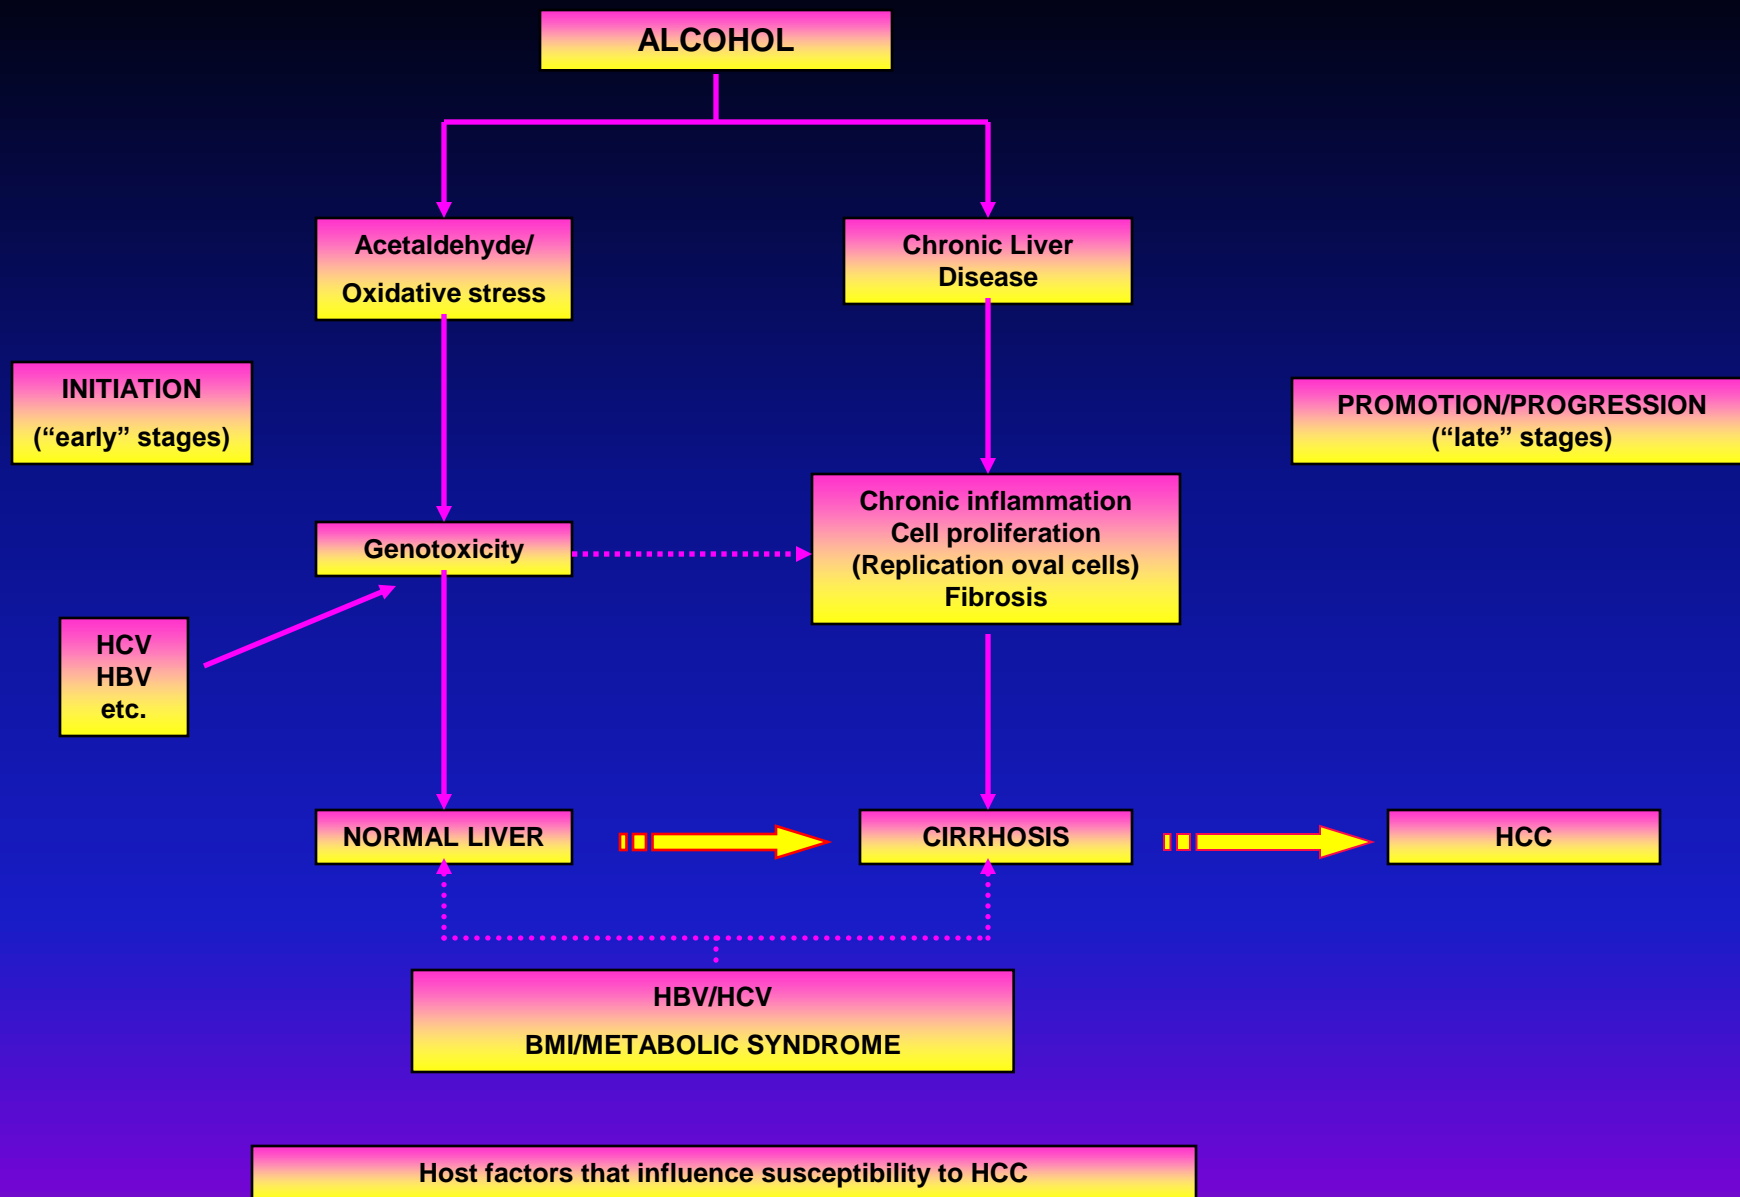 ALCOHOL
Acetaldehyde/
Oxidative stress
Chronic Liver
Disease
INITIATION
(“early” stages)
PROMOTION/PROGRESSION
(“late” stages)
Chronic inflammation
Cell proliferation
(Replication oval cells)
Fibrosis
Genotoxicity
HCV
HBV
etc.
NORMAL LIVER
CIRRHOSIS
HCC
HBV/HCV
BMI/METABOLIC SYNDROME
Host factors that influence susceptibility to HCC